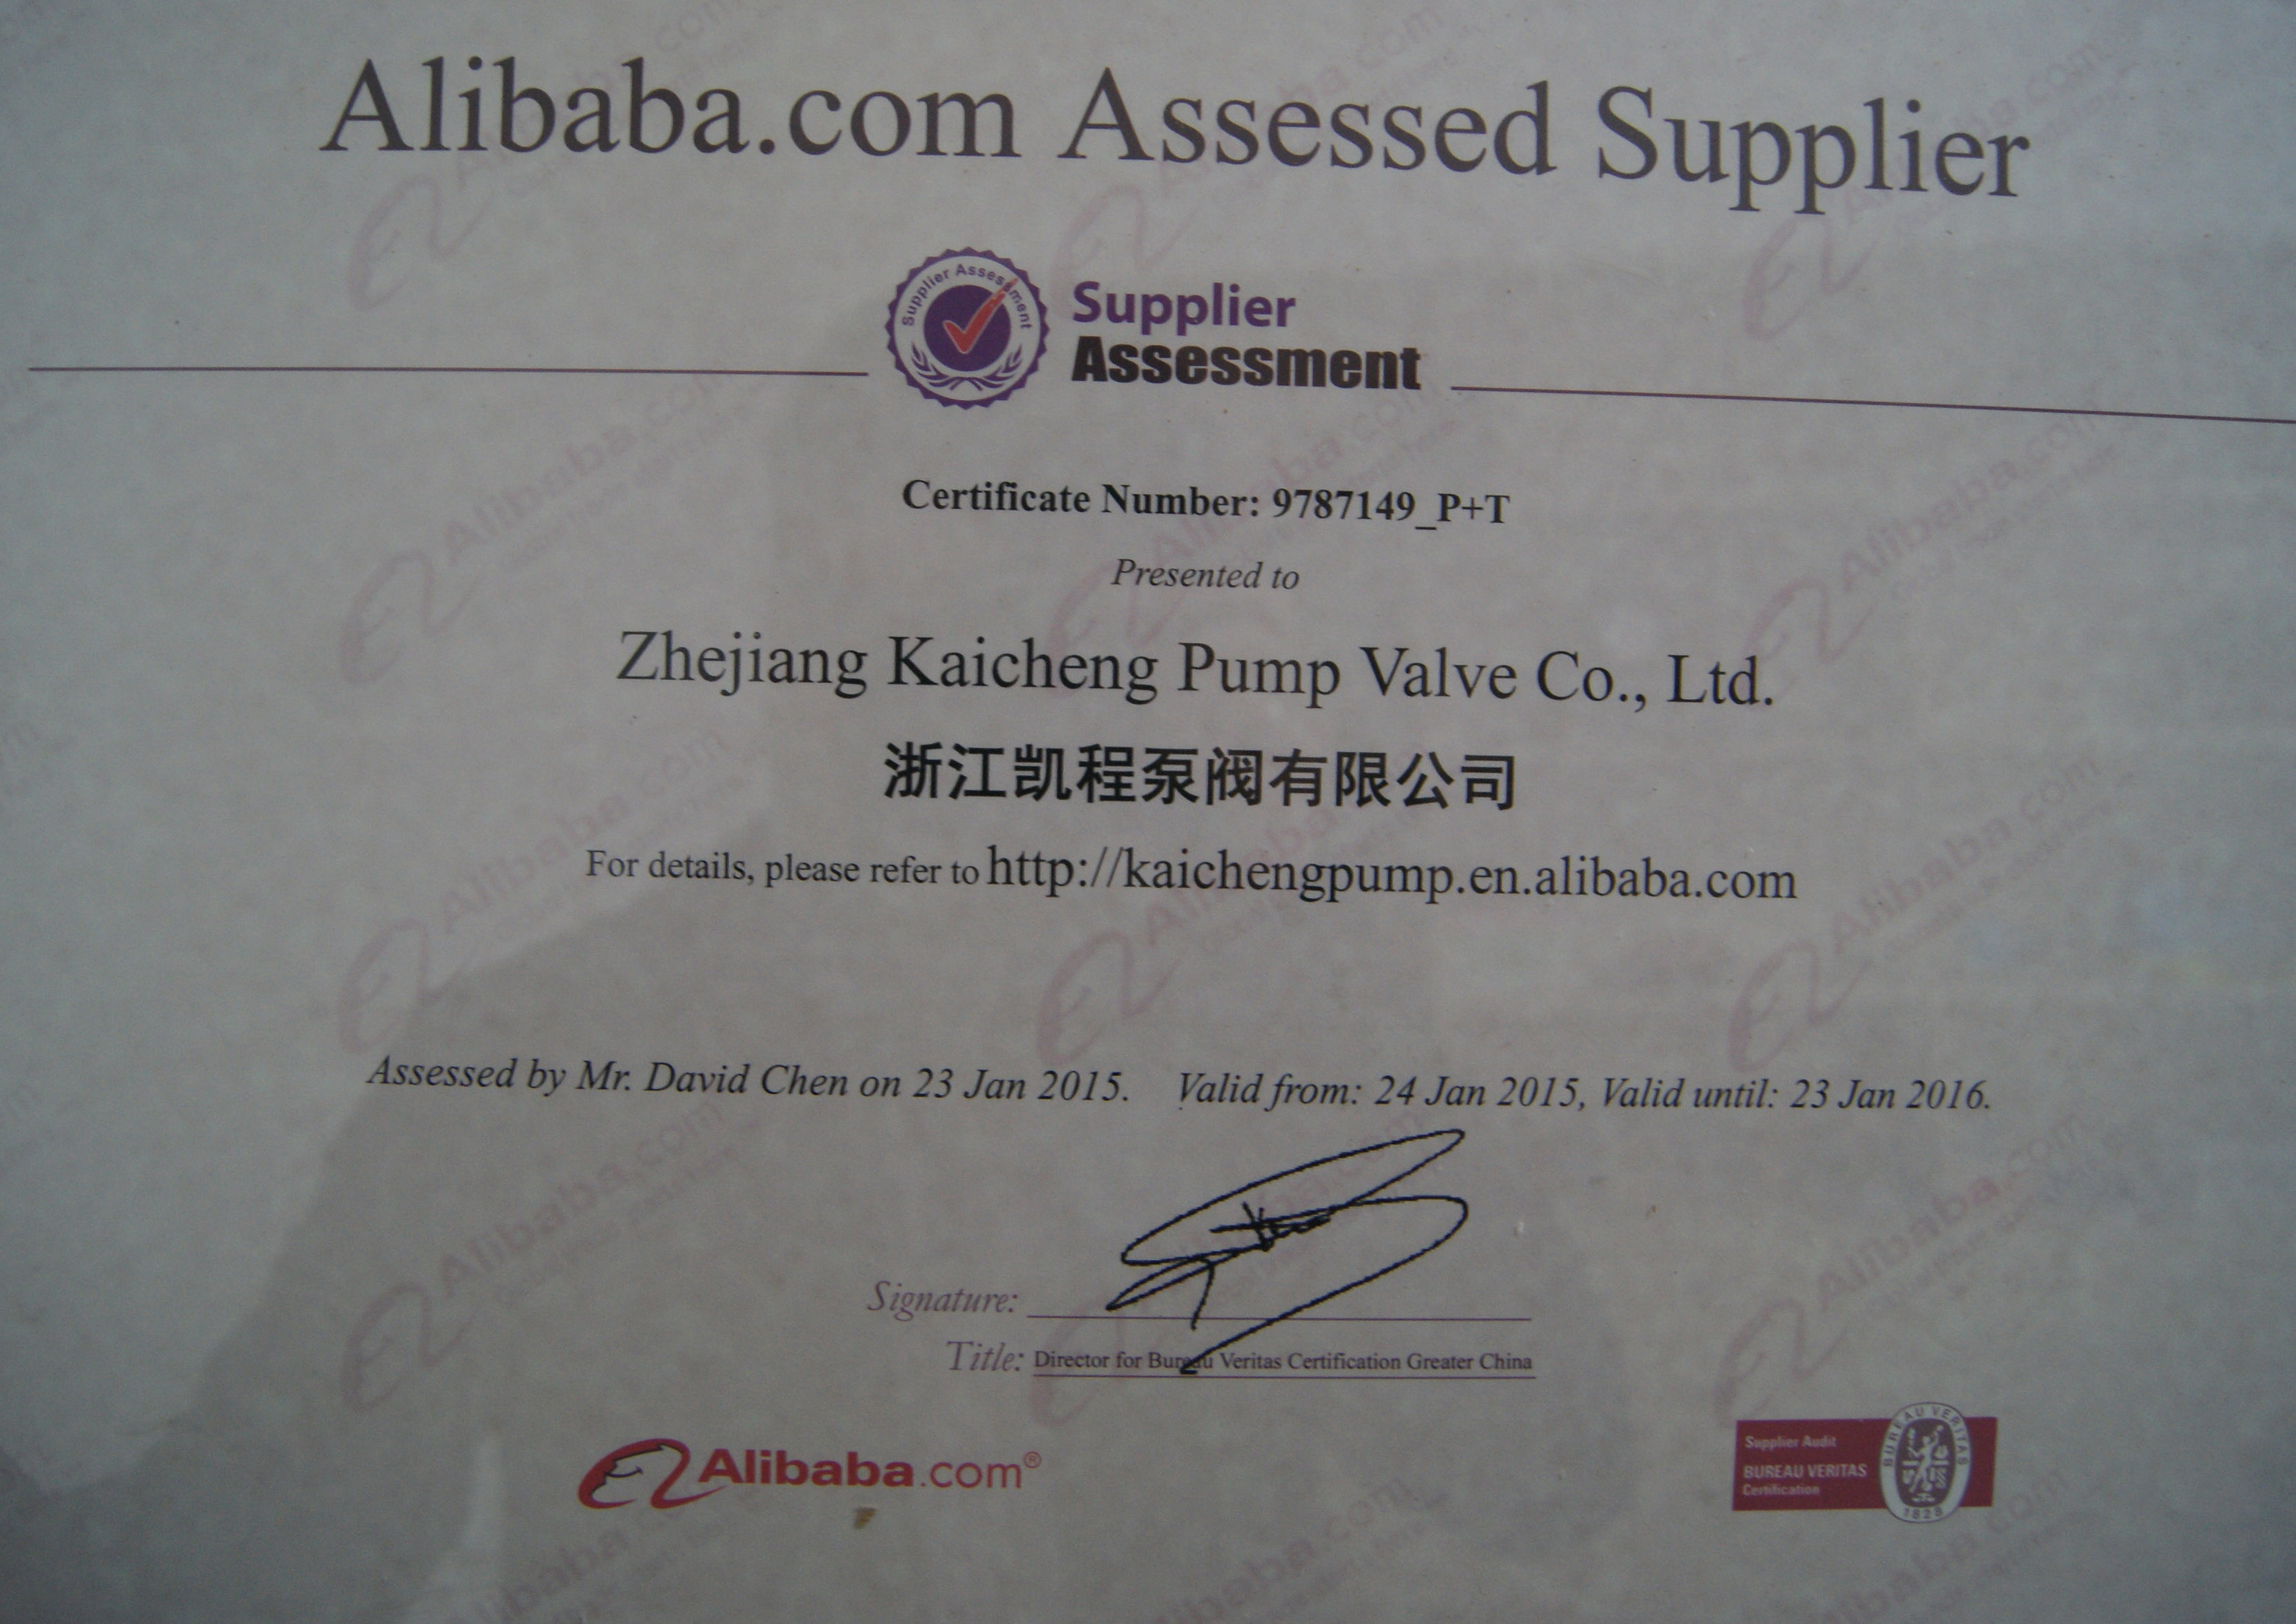 Alibaba.com Assessed Supplier
Supplier Assessment
Supplier
Assessment
Certificate Number: 9787149_P+T
Presented to
Zhejiang Kaicheng Pump Valve Co., Ltd.
浙江凯程泵阀有限公司
For details, please refer to http://kaichengpump.en.alibaba.com
Assessed by Mr. David Chen on 23 Jan 2015. Valid from: 24 Jan 2015, Valid until: 23 Jan 2016.
Signature:
Title: Director for Bureau Veritas Certification Greater China
Alibaba.com®
Supplier Audit
BUREAU VERITAS
Certification
BUREAU VERITAS
1828